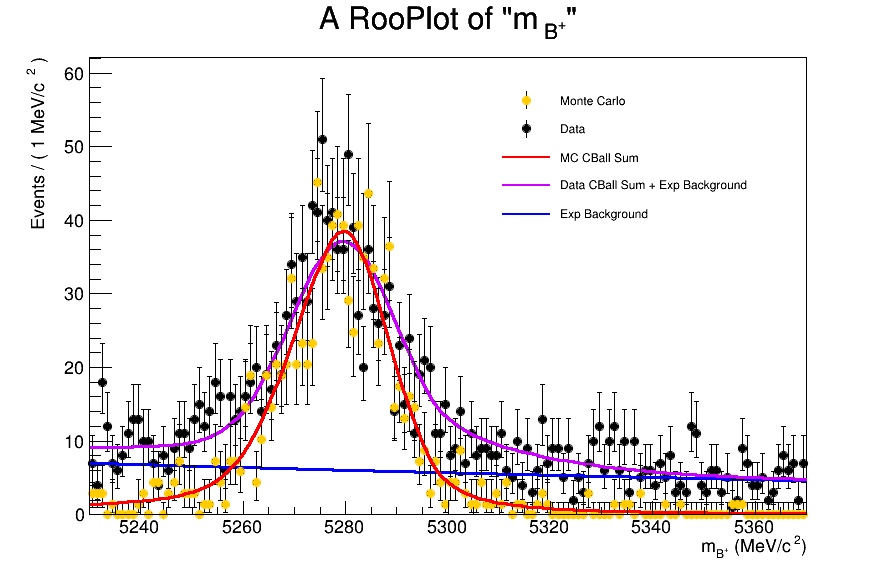 A RooPlot of "m B+"
Events / ( 1 MeV/c 2 )
60
50
40
30
20
10
0
Monte Carlo
Data
MC CBall Sum
Data CBall Sum + Exp Background
Exp Background
5240 5260 5280 5300 5320 5340 5360
m B+ (MeV/c 2)